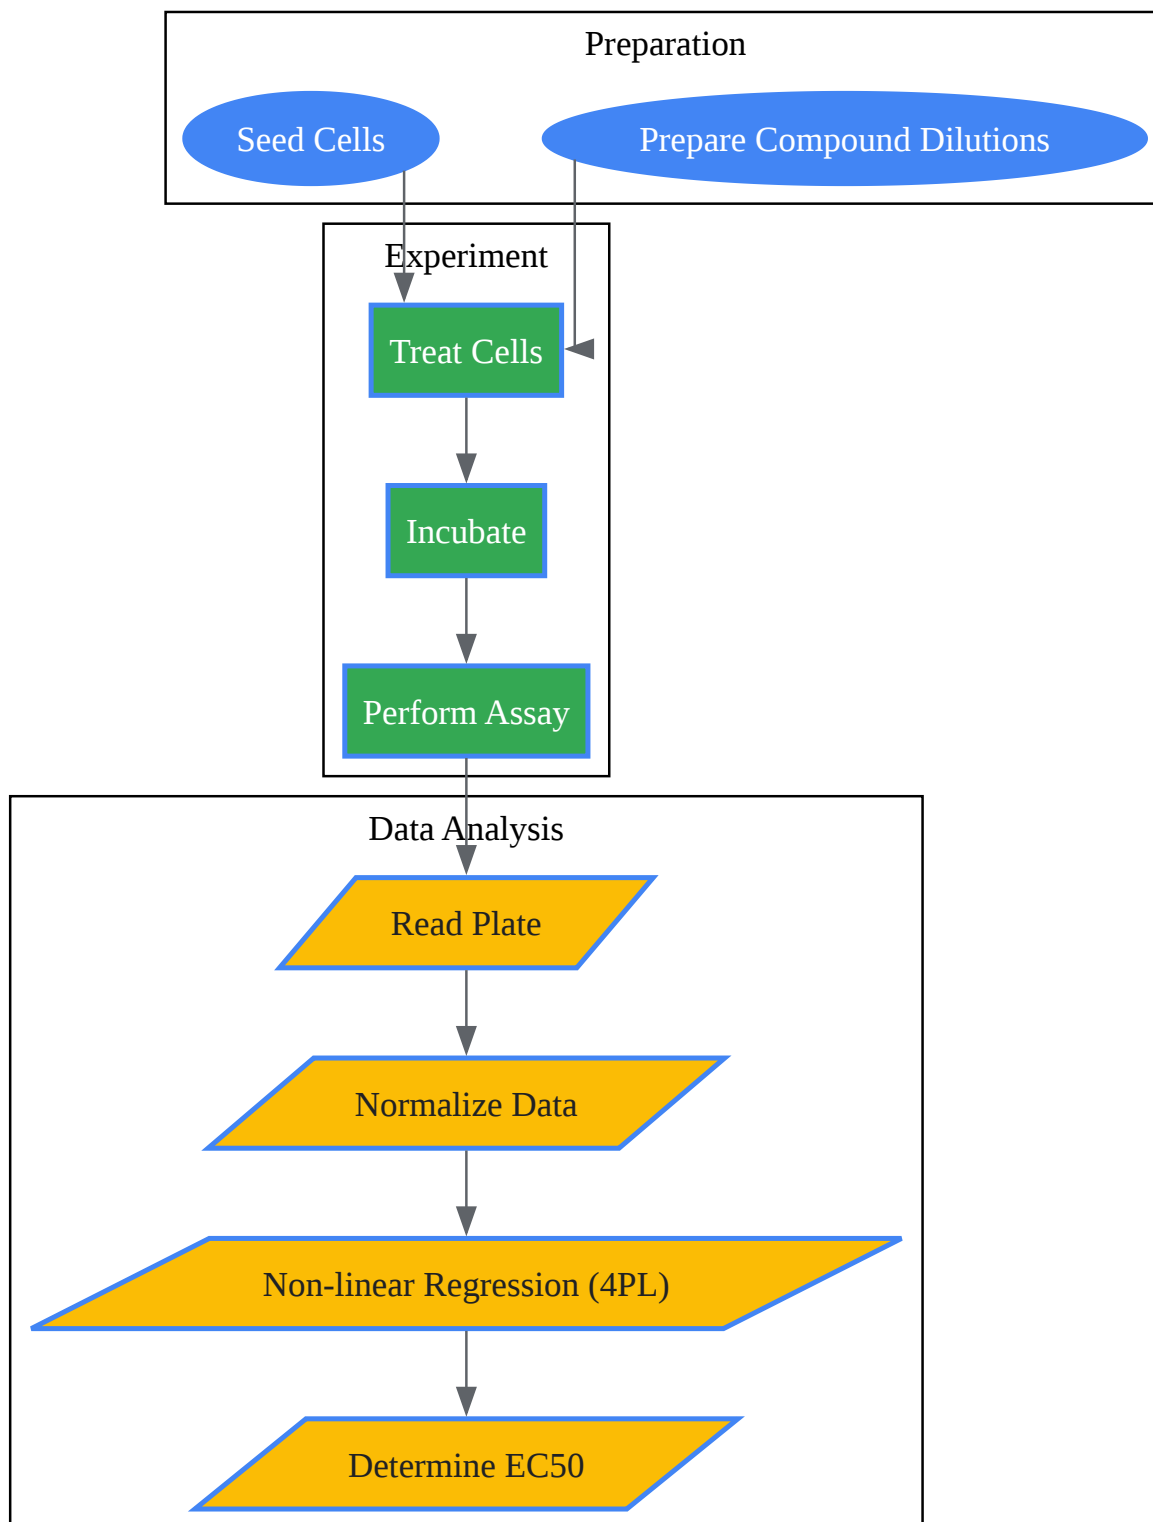 Preparation
Seed Cells
Prepare Compound Dilutions
Experiment
Treat Cells
Incubate
Perform Assay
Data Analysis
Read Plate
Normalize Data
Non-linear Regression (4PL)
Determine EC50